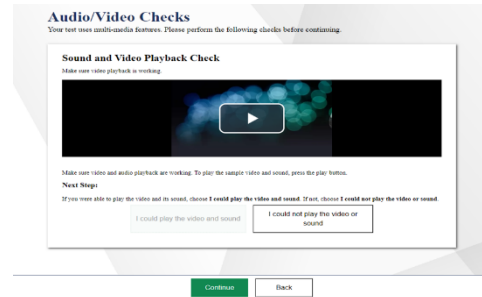 Audio/Video Checks
Your test uses multi-media features. Please perform the following checks before continuing.
Sound and Video Playback Check
Make sure video playback is working.
Make sure video and audio playback are working. To play the sample video and sound, press the play button.
Next Step:
If you were able to play the video and its sound, choose I could play the video and sound. If not, choose I could not play the video or sound.
I could play the video and sound
I could not play the video or
sound
Continue
Back